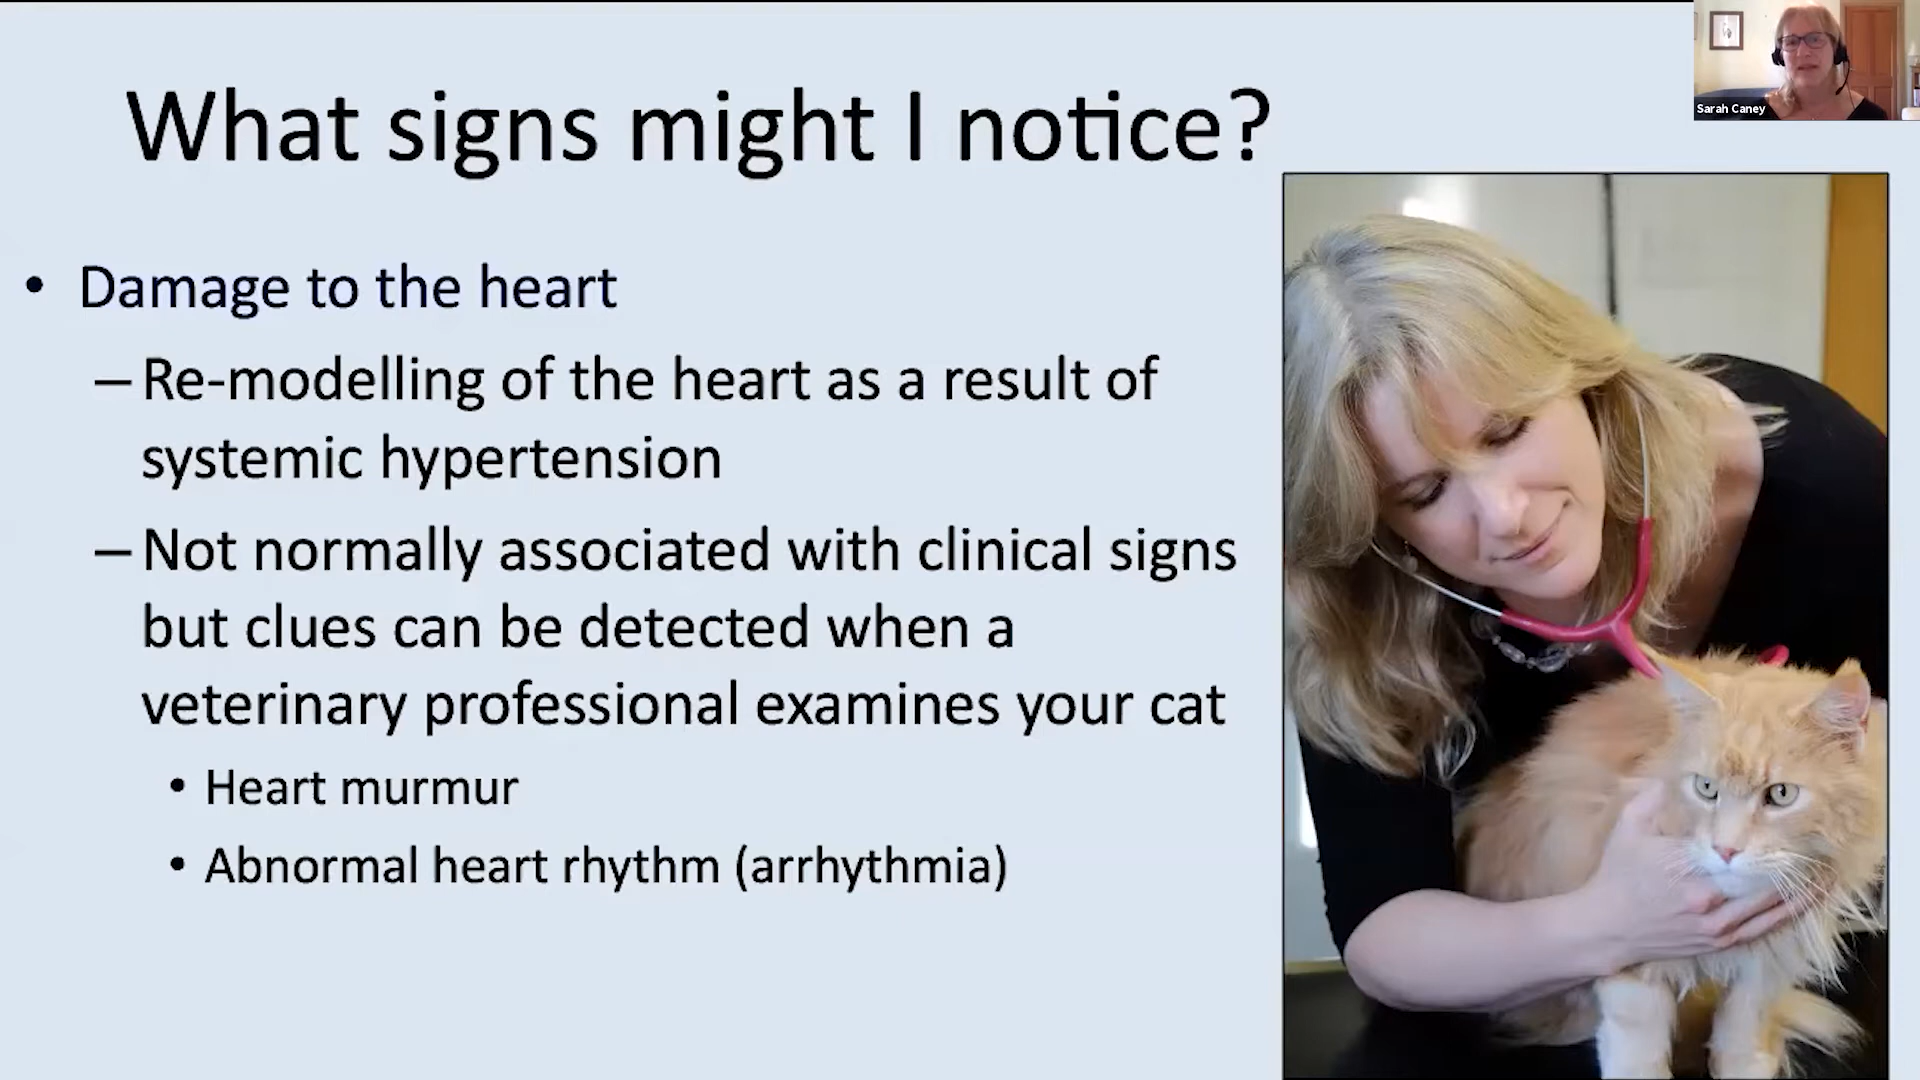 Sarah Caney
What signs might I notice?
• Damage to the heart
– Re-modelling of the heart as a result of
systemic hypertension
– Not normally associated with clinical signs
but clues can be detected when a
veterinary professional examines your cat
• Heart murmur
• Abnormal heart rhythm (arrhythmia)